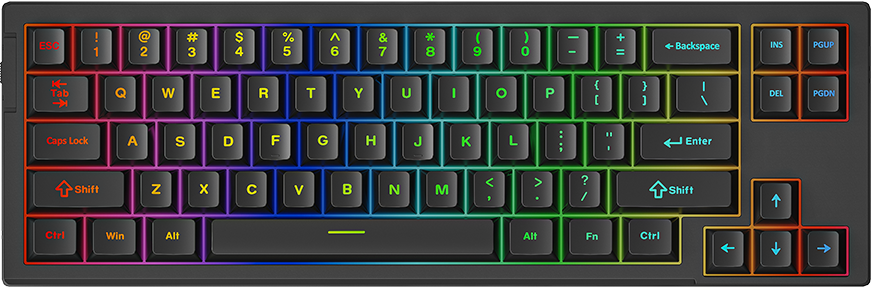 ESC ! 1 @ 2 # 3 $ 4 % 5 ^ 6 & 7 * 8 ( 9 ) 0 – - + = ← Backspace INS PGUP
⇤ Tab ⇥ Q W E R T Y U I O P { [ } ] | \ DEL PGDN
Caps Lock A S D F G H J K L : ; " ' ↵ Enter
⇧ Shift Z X C V B N M < , > . ? / ⇧ Shift ↑
Ctrl Win Alt Alt Fn Ctrl ← ↓ →